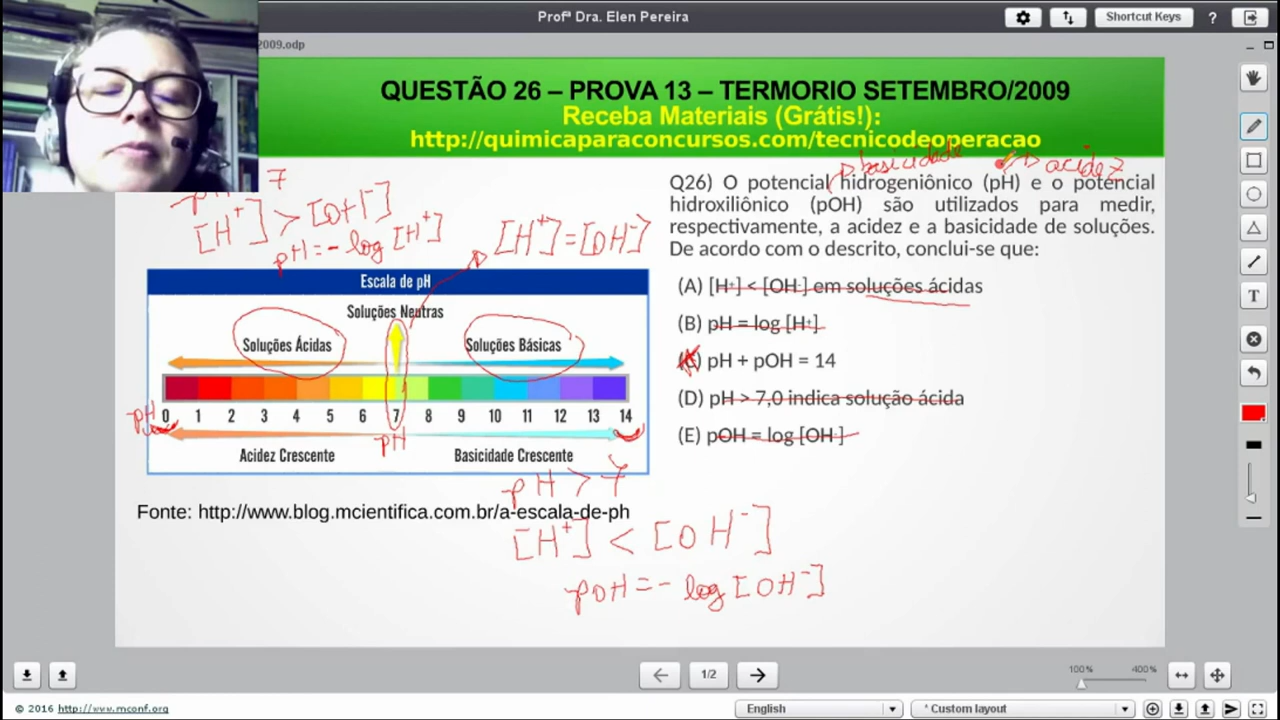 Profª Dra. Elen Pereira
Shortcut Keys
?
2009.odp
QUESTÃO 26 – PROVA 13 – TERMORIO SETEMBRO/2009
Receba Materiais (Grátis!):
http://quimicaparaconcursos.com/tecnicodeoperacao
basicidade
acidez
7
[H+] > [OH-]
pH = - log [H+]
[H+] = [OH-]
Q26) O potencial hidrogeniônico (pH) e o potencial
hidroxiliônico (pOH) são utilizados para medir,
respectivamente, a acidez e a basicidade de soluções.
De acordo com o descrito, conclui-se que:
(A) [H+] < [OH-] em soluções ácidas
(B) pH = log [H+]
(C) pH + pOH = 14
(D) pH > 7,0 indica solução ácida
(E) pOH = log [OH-]
Escala de pH
Soluções Neutras
Soluções Ácidas
Soluções Básicas
pH
0 1 2 3 4 5 6 7 8 9 10 11 12 13 14
pH
Acidez Crescente
Basicidade Crescente
pH > 7
Fonte: http://www.blog.mcientifica.com.br/a-escala-de-ph
[H+] < [OH-]
pOH = - log [OH-]
1/2
100%
400%
© 2016 http://www.mconf.org
English
* Custom layout